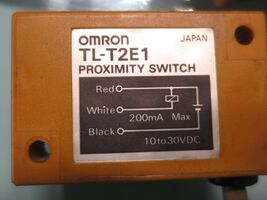 OMRON JAPAN
TL-T2E1
PROXIMITY SWITCH
Red
White
200mA Max
Black
10to30VDC